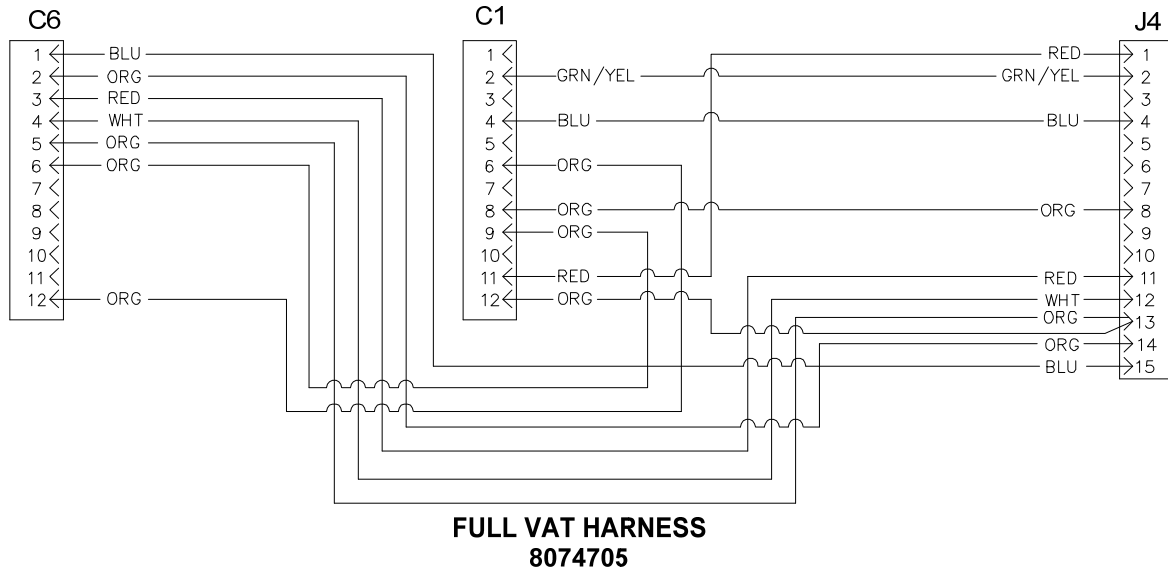 C6
1 BLU
2 ORG
3 RED
4 WHT
5 ORG
6 ORG
7
8
9
10
11
12 ORG
C1
1
2 GRN/YEL
3
4 BLU
5
6 ORG
7
8 ORG
9 ORG
10
11 RED
12 ORG
J4
RED 1
GRN/YEL 2
3
BLU 4
5
6
7
ORG 8
9
10
RED 11
WHT 12
ORG 13
ORG 14
BLU 15
FULL VAT HARNESS
8074705